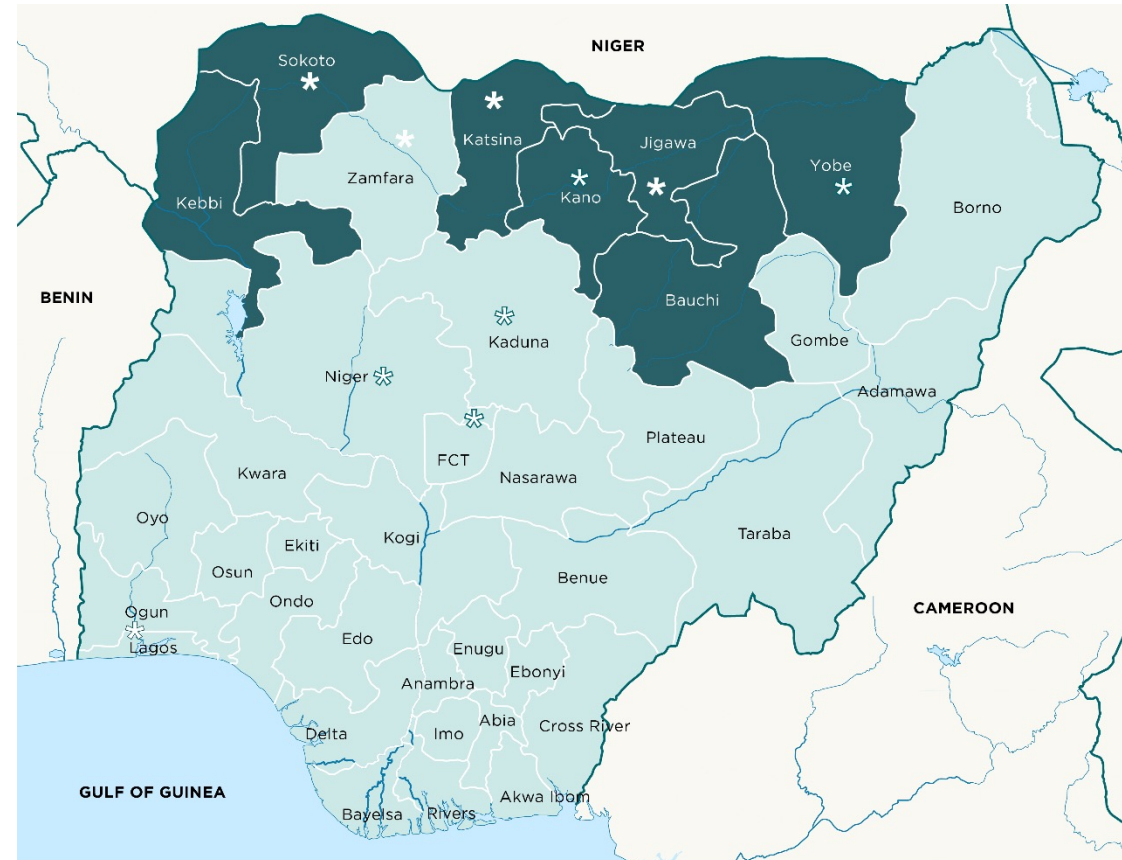 NIGER
Sokoto
*
*
Katsina
Jigawa
*
Zamfara
*
Yobe
*
Kano
*
*
Kebbi
Borno
BENIN
Bauchi
*
Kaduna
Gombe
Niger *
Adamawa
*
FCT
Plateau
Kwara
Nasarawa
Oyo
Kogi
Taraba
Ekiti
Osun
Benue
Ondo
Ogun
CAMEROON
*
Lagos
Edo
Enugu
Ebonyi
Anambra
Abia
Cross River
Delta
Imo
GULF OF GUINEA
Akwa Ibom
Bayelsa
Rivers